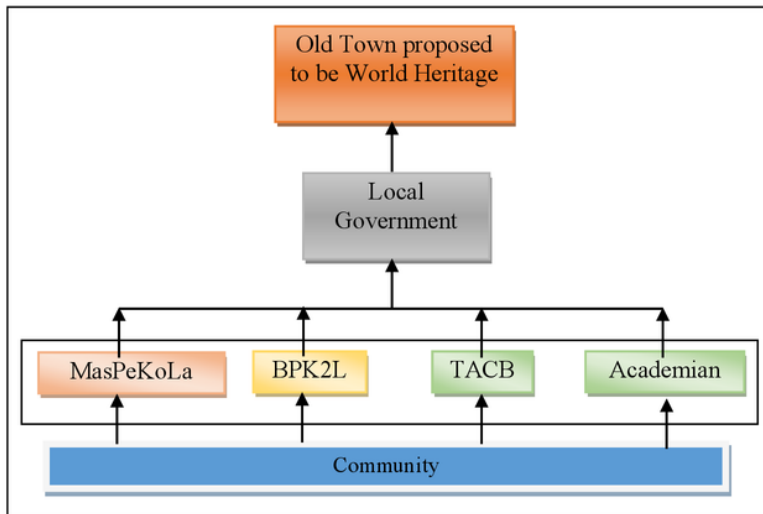 Old Town proposed
to be World Heritage
Local
Government
MasPeKoLa
BPK2L
TACB
Academian
Community